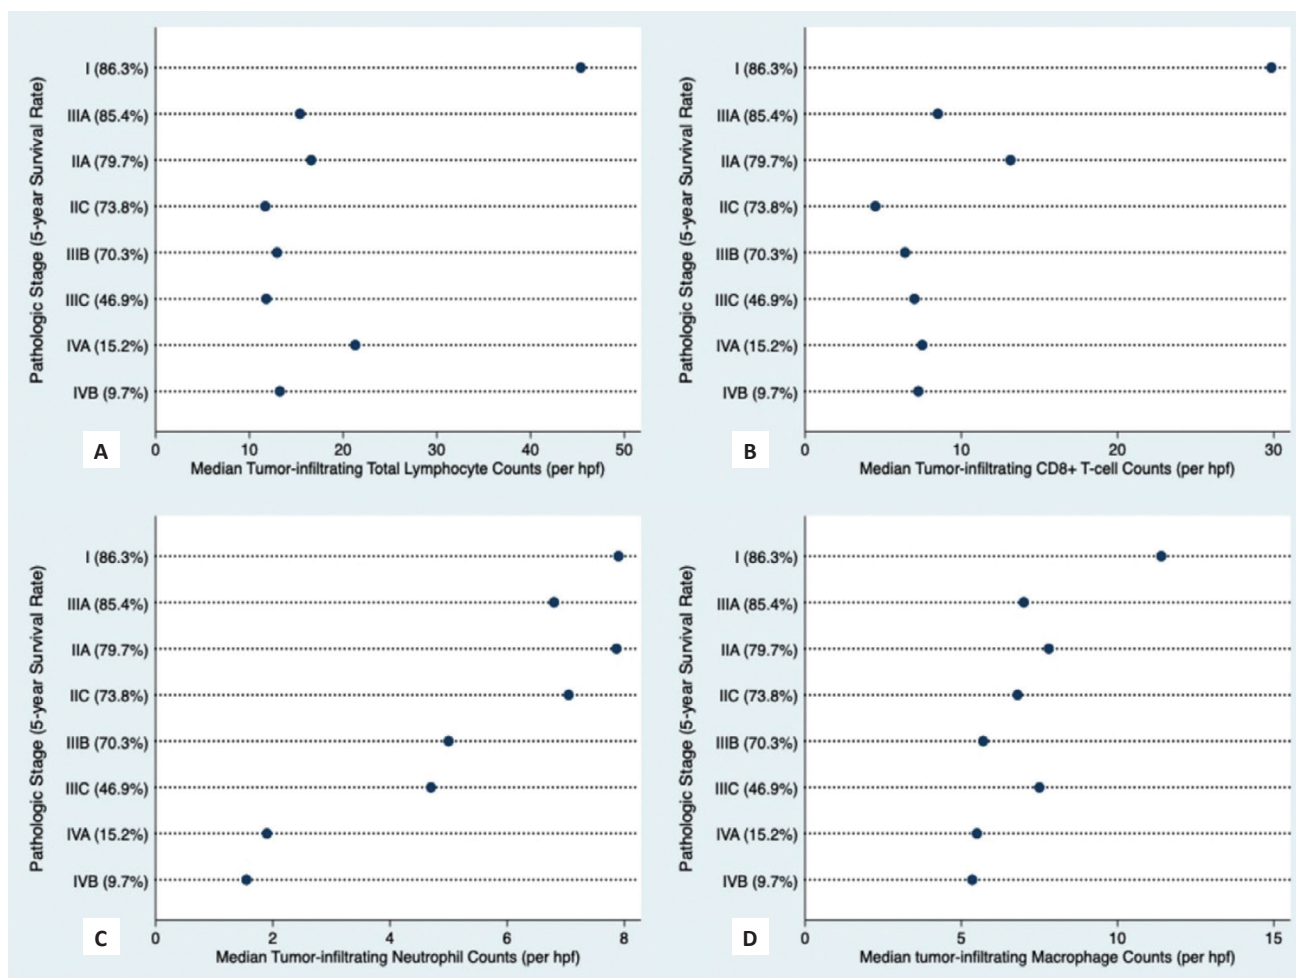 Pathologic Stage (5-year Survival Rate)
I (86.3%)
IIIA (85.4%)
IIA (79.7%)
IIC (73.8%)
IIIB (70.3%)
IIIC (46.9%)
IVA (15.2%)
IVB (9.7%)
0 10 20 30 40 50
A
Median Tumor-infiltrating Total Lymphocyte Counts (per hpf)
Pathologic Stage (5-year Survival Rate)
I (86.3%)
IIIA (85.4%)
IIA (79.7%)
IIC (73.8%)
IIIB (70.3%)
IIIC (46.9%)
IVA (15.2%)
IVB (9.7%)
0 10 20 30
B
Median Tumor-infiltrating CD8+ T-cell Counts (per hpf)
Pathologic Stage (5-year Survival Rate)
I (86.3%)
IIIA (85.4%)
IIA (79.7%)
IIC (73.8%)
IIIB (70.3%)
IIIC (46.9%)
IVA (15.2%)
IVB (9.7%)
0 2 4 6 8
C
Median Tumor-infiltrating Neutrophil Counts (per hpf)
Pathologic Stage (5-year Survival Rate)
I (86.3%)
IIIA (85.4%)
IIA (79.7%)
IIC (73.8%)
IIIB (70.3%)
IIIC (46.9%)
IVA (15.2%)
IVB (9.7%)
0 5 10 15
D
Median tumor-infiltrating Macrophage Counts (per hpf)